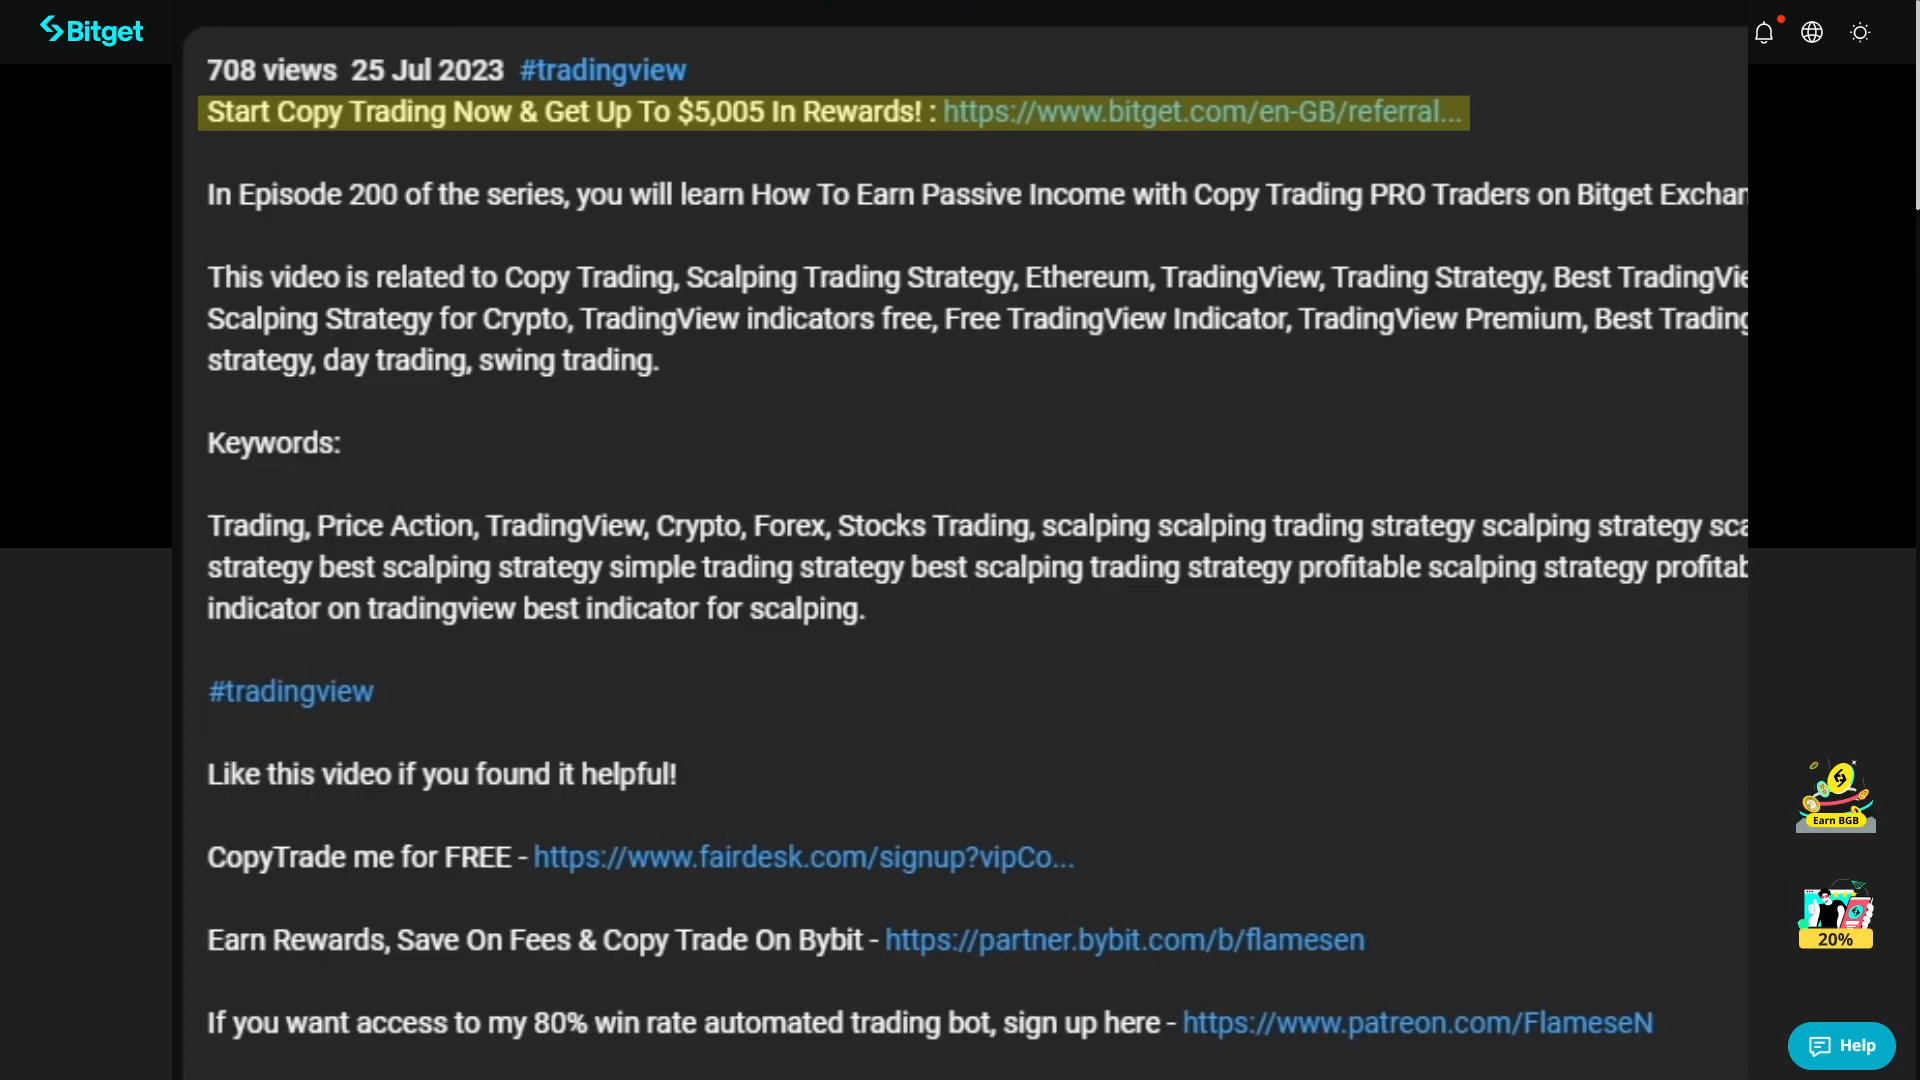 Bitget
708 views 25 Jul 2023 #tradingview
Start Copy Trading Now & Get Up To $5,005 In Rewards! : https://www.bitget.com/en-GB/referral...
In Episode 200 of the series, you will learn How To Earn Passive Income with Copy Trading PRO Traders on Bitget Exchan
This video is related to Copy Trading, Scalping Trading Strategy, Ethereum, TradingView, Trading Strategy, Best TradingVie
Scalping Strategy for Crypto, TradingView indicators free, Free TradingView Indicator, TradingView Premium, Best Trading
strategy, day trading, swing trading.
Keywords:
Trading, Price Action, TradingView, Crypto, Forex, Stocks Trading, scalping scalping trading strategy scalping strategy sca
strategy best scalping strategy simple trading strategy best scalping trading strategy profitable scalping strategy profitab
indicator on tradingview best indicator for scalping.
#tradingview
Like this video if you found it helpful!
Earn BGB
CopyTrade me for FREE - https://www.fairdesk.com/signup?vipCo...
Earn Rewards, Save On Fees & Copy Trade On Bybit - https://partner.bybit.com/b/flamesen
20%
If you want access to my 80% win rate automated trading bot, sign up here - https://www.patreon.com/FlameseN
Help